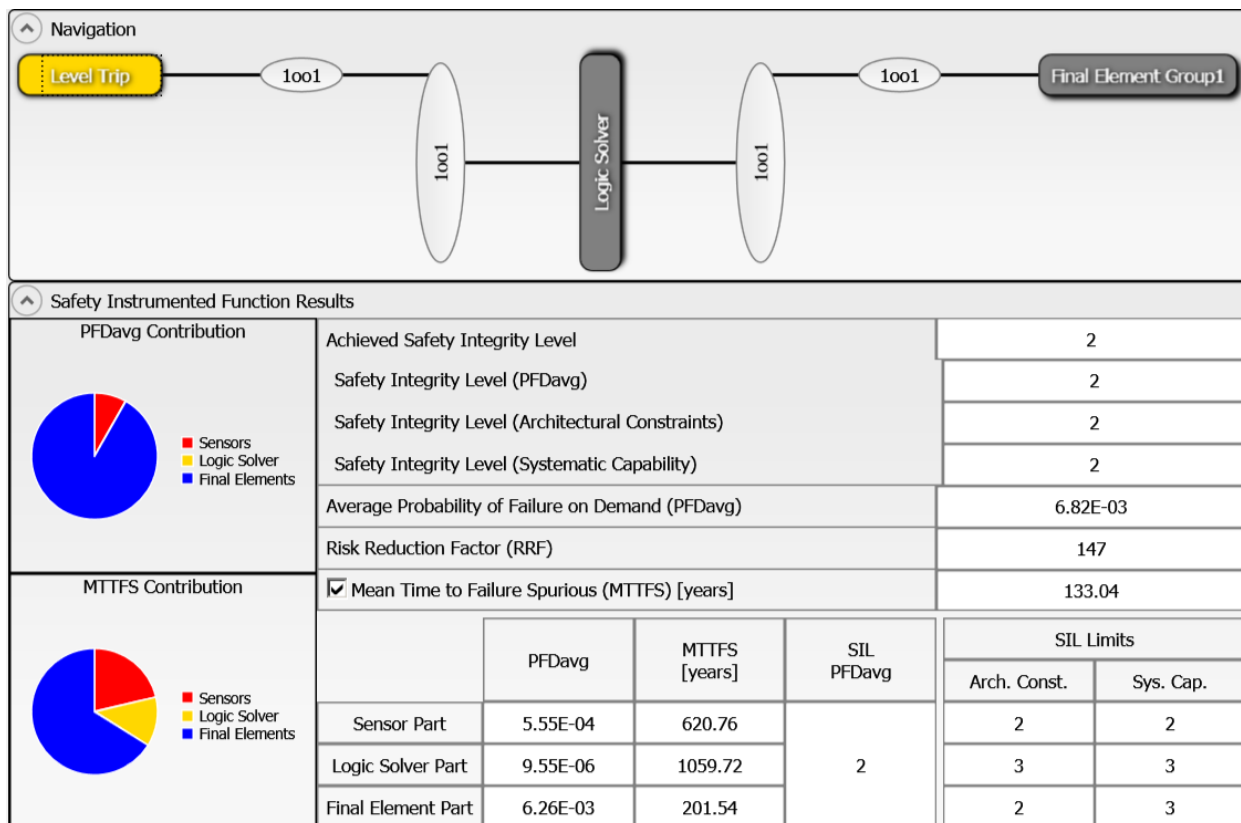 Navigation
Level Trip
1oo1
1oo1
Logic Solver
1oo1
1oo1
Final Element Group1
Safety Instrumented Function Results
PFDavg Contribution
Sensors
Logic Solver
Final Elements
MTTFS Contribution
Sensors
Logic Solver
Final Elements
Achieved Safety Integrity Level 2
Safety Integrity Level (PFDavg) 2
Safety Integrity Level (Architectural Constraints) 2
Safety Integrity Level (Systematic Capability) 2
Average Probability of Failure on Demand (PFDavg) 6.82E-03
Risk Reduction Factor (RRF) 147
Mean Time to Failure Spurious (MTTFS) [years] 133.04
PFDavg MTTFS [years] SIL PFDavg SIL Limits
Arch. Const. Sys. Cap.
Sensor Part 5.55E-04 620.76 2 2
Logic Solver Part 9.55E-06 1059.72 2 3 3
Final Element Part 6.26E-03 201.54 2 3